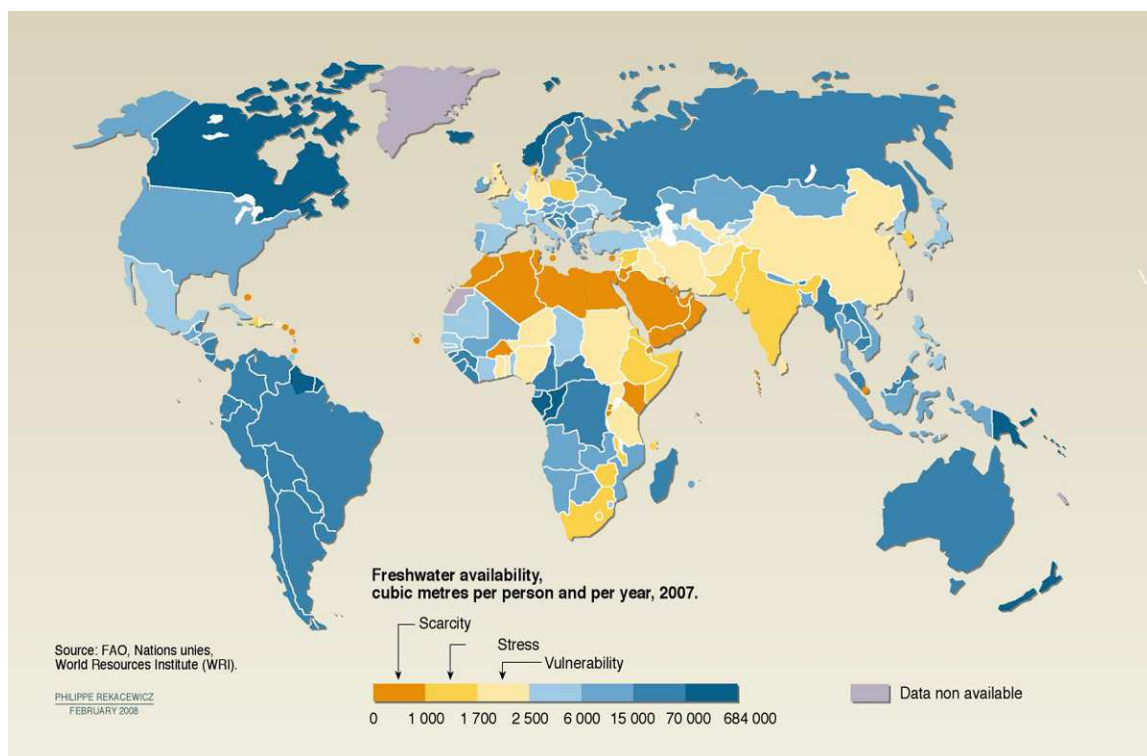 Freshwater availability,
cubic metres per person and per year, 2007.
Scarcity
Stress
Vulnerability
0 1 000 1 700 2 500 6 000 15 000 70 000 684 000
Data non available
Source: FAO, Nations unies,
World Resources Institute (WRI).
PHILIPPE REKACEWICZ
FEBRUARY 2008